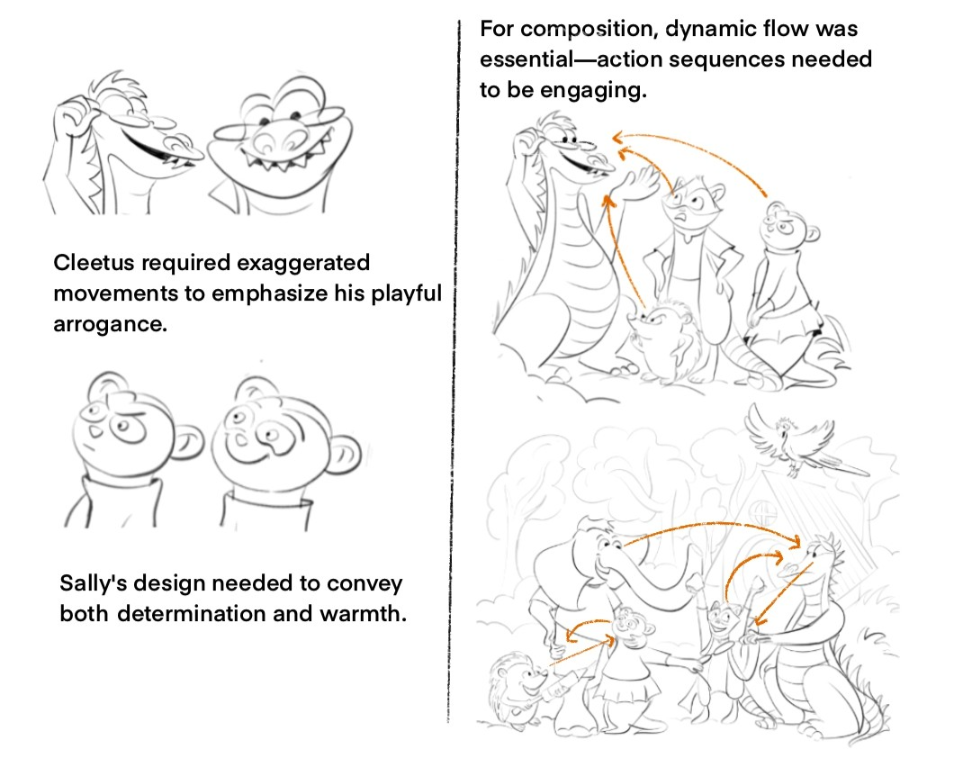 Cleetus required exaggerated
movements to emphasize his playful
arrogance.
Sally's design needed to convey
both determination and warmth.
For composition, dynamic flow was
essential—action sequences needed
to be engaging.